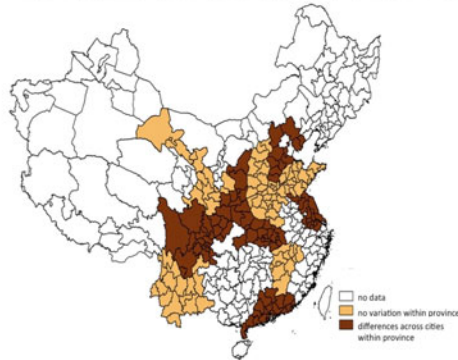 no data
no variation within province
differences across cities
within province